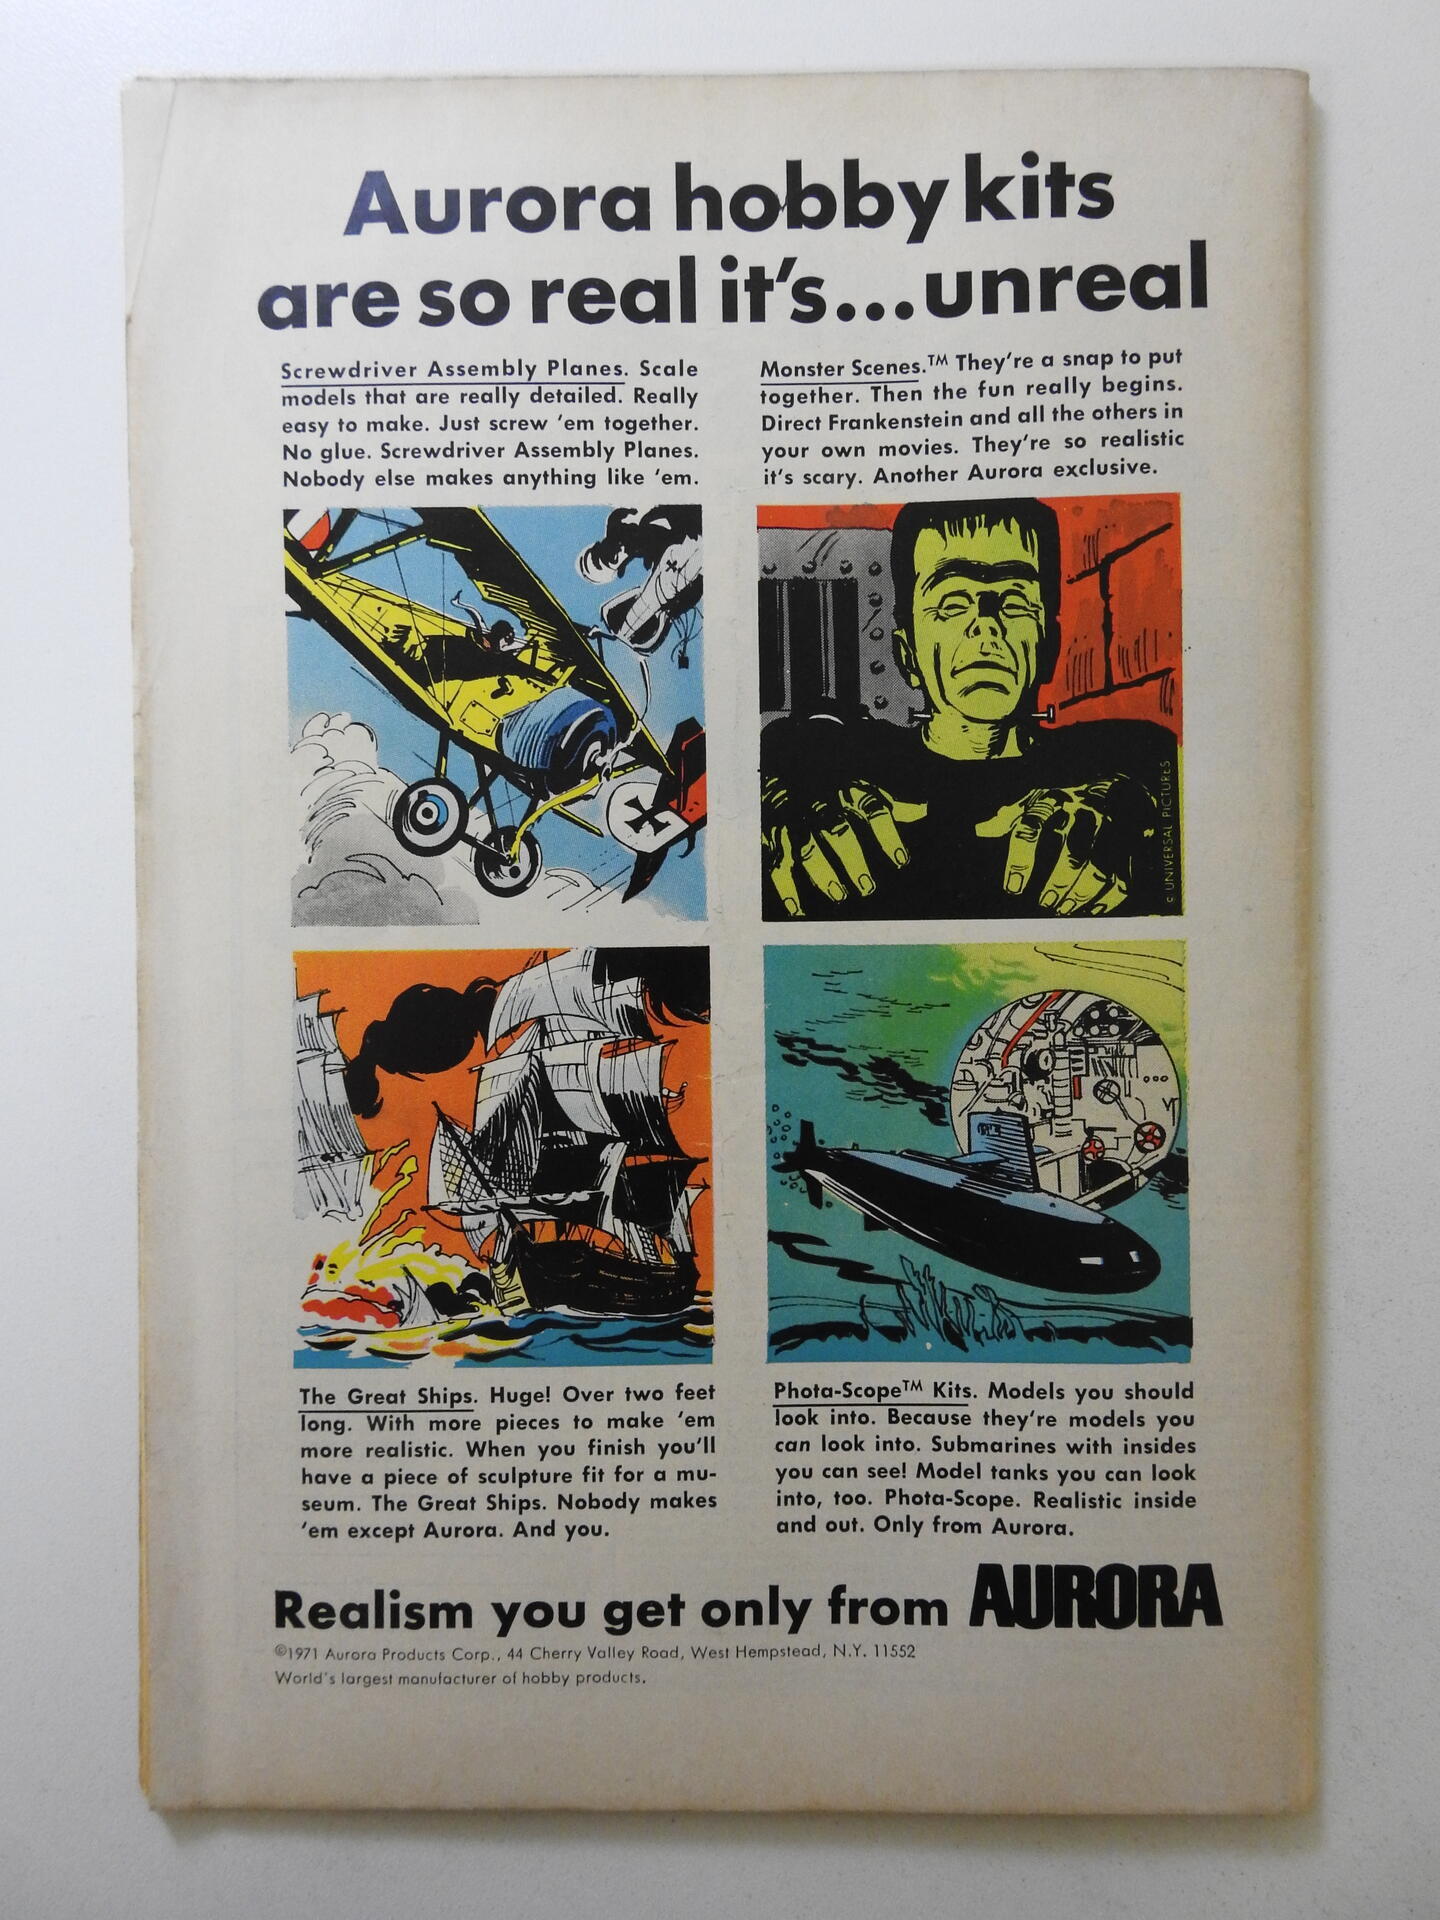 Aurora hobby kits
are so real it's...unreal
Screwdriver Assembly Planes. Scale
models that are really detailed. Really
easy to make. Just screw 'em together.
No glue. Screwdriver Assembly Planes.
Nobody else makes anything like 'em.
Monster Scenes.™ They're a snap to put
together. Then the fun really begins.
Direct Frankenstein and all the others in
your own movies. They're so realistic
it's scary. Another Aurora exclusive.
© UNIVERSAL PICTURES
The Great Ships. Huge! Over two feet
long. With more pieces to make 'em
more realistic. When you finish you'll
have a piece of sculpture fit for a mu-
seum. The Great Ships. Nobody makes
'em except Aurora. And you.
Phota-Scope™ Kits. Models you should
look into. Because they're models you
can look into. Submarines with insides
you can see! Model tanks you can look
into, too. Phota-Scope. Realistic inside
and out. Only from Aurora.
Realism you get only from AURORA
©1971 Aurora Products Corp., 44 Cherry Valley Road, West Hempstead, N.Y. 11552
World's largest manufacturer of hobby products.